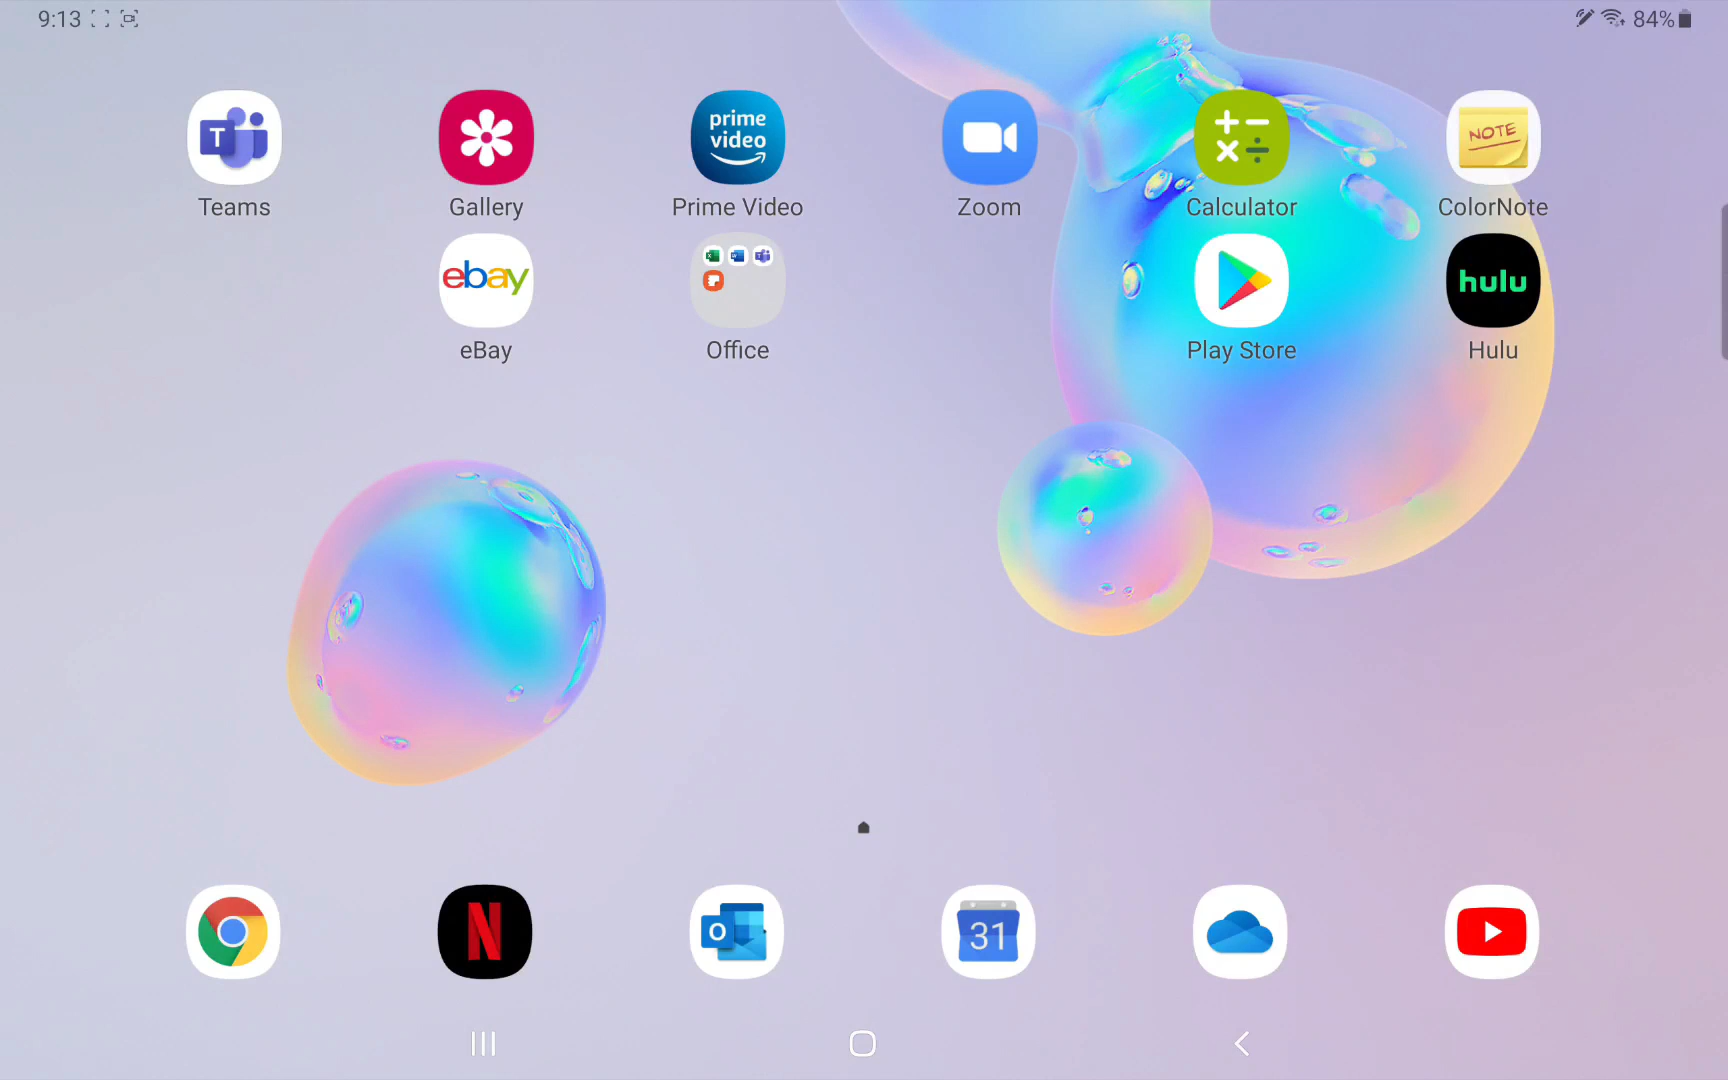 9:13
84%
T
prime
video
NOTE
Teams
Gallery
Prime Video
Zoom
Calculator
ColorNote
ebay
hulu
eBay
Office
Play Store
Hulu
N
O
31